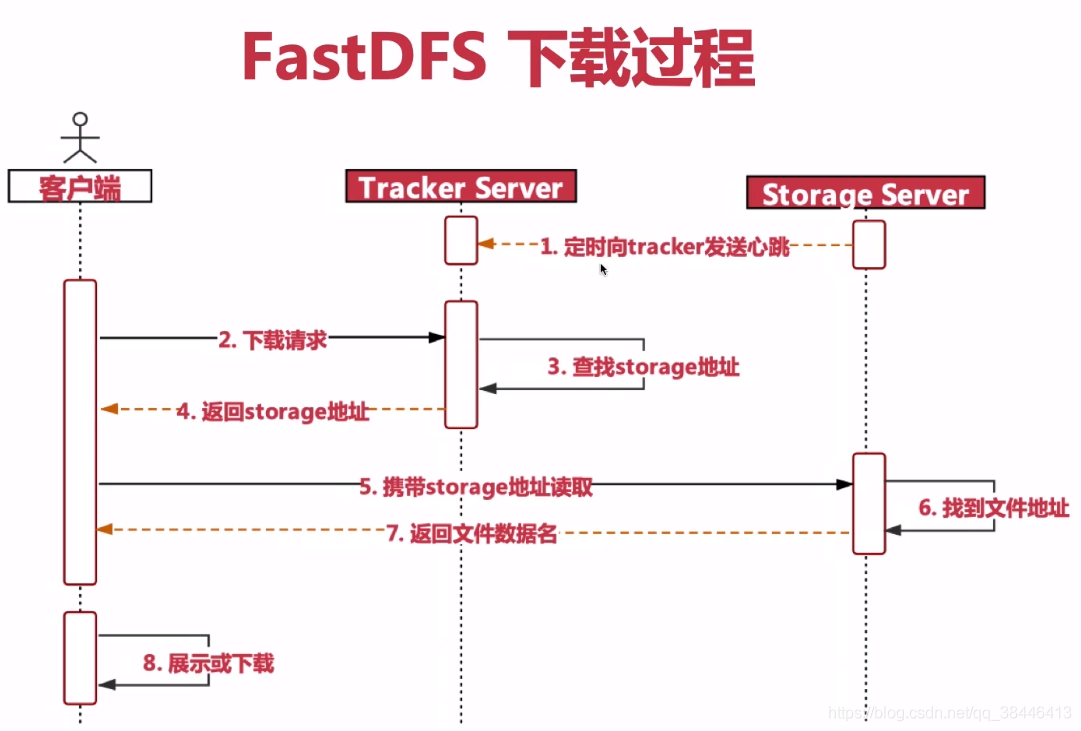 FastDFS 下载过程
客户端
Tracker Server
Storage Server
1. 定时向tracker发送心跳
2. 下载请求
3. 查找storage地址
4. 返回storage地址
5. 携带storage地址读取
6. 找到文件地址
7. 返回文件数据名
8. 展示或下载
https://blog.csdn.net/qq_38446413